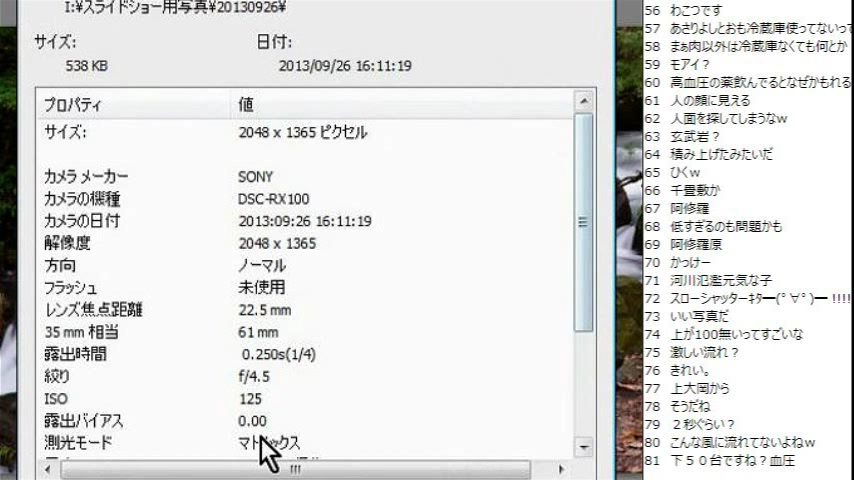 I:¥スライドショー用写真¥20130926¥
サイズ:
日付:
538 KB
2013/09/26 16:11:19
プロパティ 値
サイズ: 2048 x 1365 ピクセル
カメラ メーカー SONY
カメラの機種 DSC-RX100
カメラの日付 2013:09:26 16:11:19
解像度 2048 x 1365
方向 ノーマル
フラッシュ 未使用
レンズ焦点距離 22.5 mm
35 mm 相当 61 mm
露出時間 0.250s(1/4)
絞り f/4.5
ISO 125
露出バイアス 0.00
測光モード
56 わこつです
57 あさりよしとおも冷蔵庫使ってないって
58 まぁ肉以外は冷蔵庫なくても何とか
59 モアイ？
60 高血圧の薬飲んでるとなぜかもれる
61 人の顔に見える
62 人面を探してしまうなｗ
63 玄武岩？
64 積み上げたみたいだ
65 ひくｗ
66 千畳敷か
67 阿修羅
68 低すぎるのも問題かも
69 阿修羅原
70 かっけー
71 河川氾濫元気な子
72 スローシャッターｷﾀ━(ﾟ∀ﾟ)━ !!!!
73 いい写真だ
74 上が100無いってすごいな
75 激しい流れ？
76 きれい。
77 上大岡から
78 そうだね
79 ２秒ぐらい？
80 こんな風に流れてないよねｗ
81 下５０台ですね？血圧